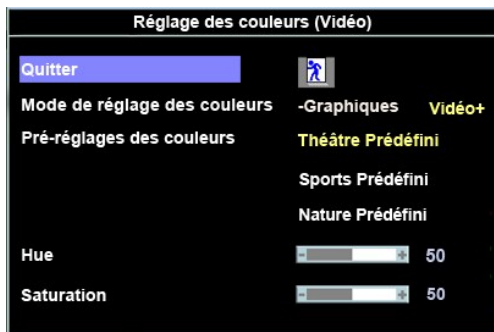 Réglage des couleurs (Vidéo)
Quitter
Mode de réglage des couleurs -Graphiques Vidéo+
Pré-réglages des couleurs Théâtre Prédéfini
Sports Prédéfini
Nature Prédéfini
Hue - + 50
Saturation - + 50